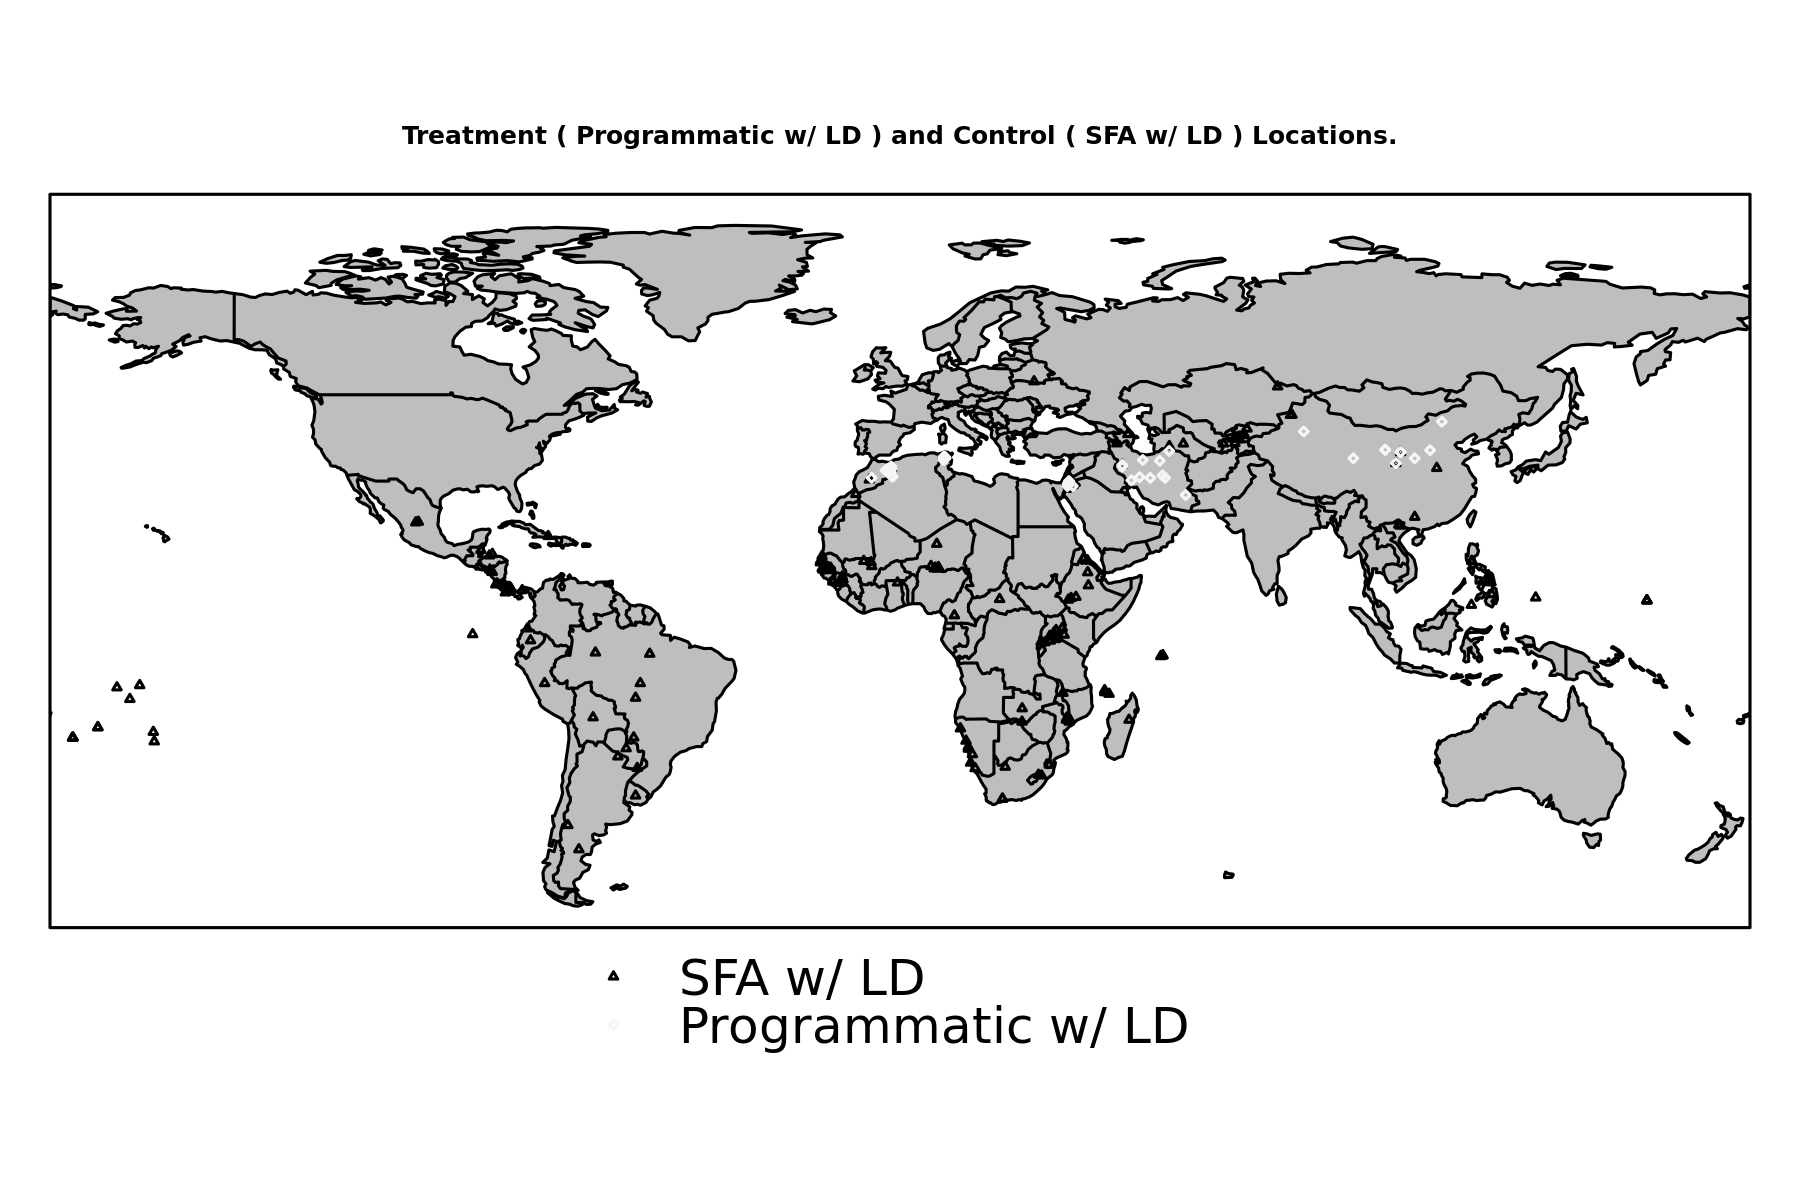 Treatment ( Programmatic w/ LD ) and Control ( SFA w/ LD ) Locations.
SFA w/ LD
Programmatic w/ LD